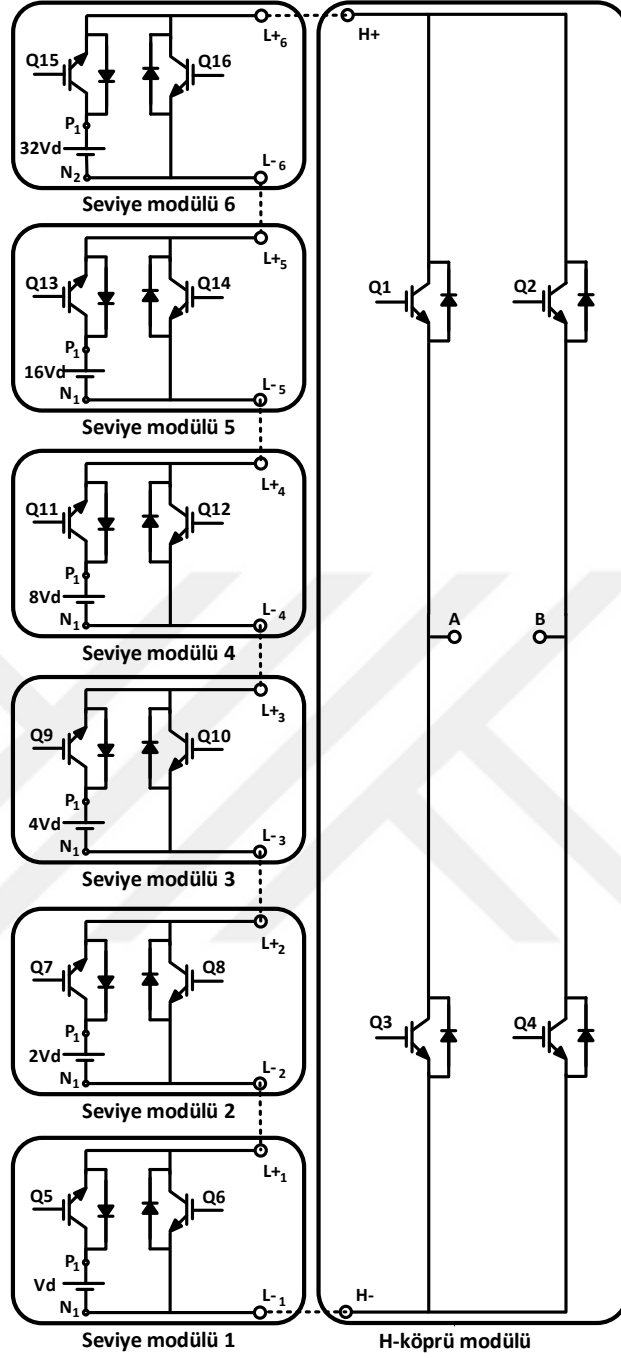 L+6
H+
Q15
Q16
P1
32Vd
N2
L-6
Seviye modülü 6
L+5
Q13
Q14
P1
16Vd
N1
L-5
Seviye modülü 5
Q1
Q2
L+4
Q11
Q12
P1
8Vd
N1
L-4
Seviye modülü 4
A
B
L+3
Q9
Q10
P1
4Vd
N1
L-3
Seviye modülü 3
L+2
Q7
Q8
P1
2Vd
N1
L-2
Seviye modülü 2
Q3
Q4
L+1
Q5
Q6
P1
Vd
N1
L-1
H-
Seviye modülü 1
H-köprü modülü